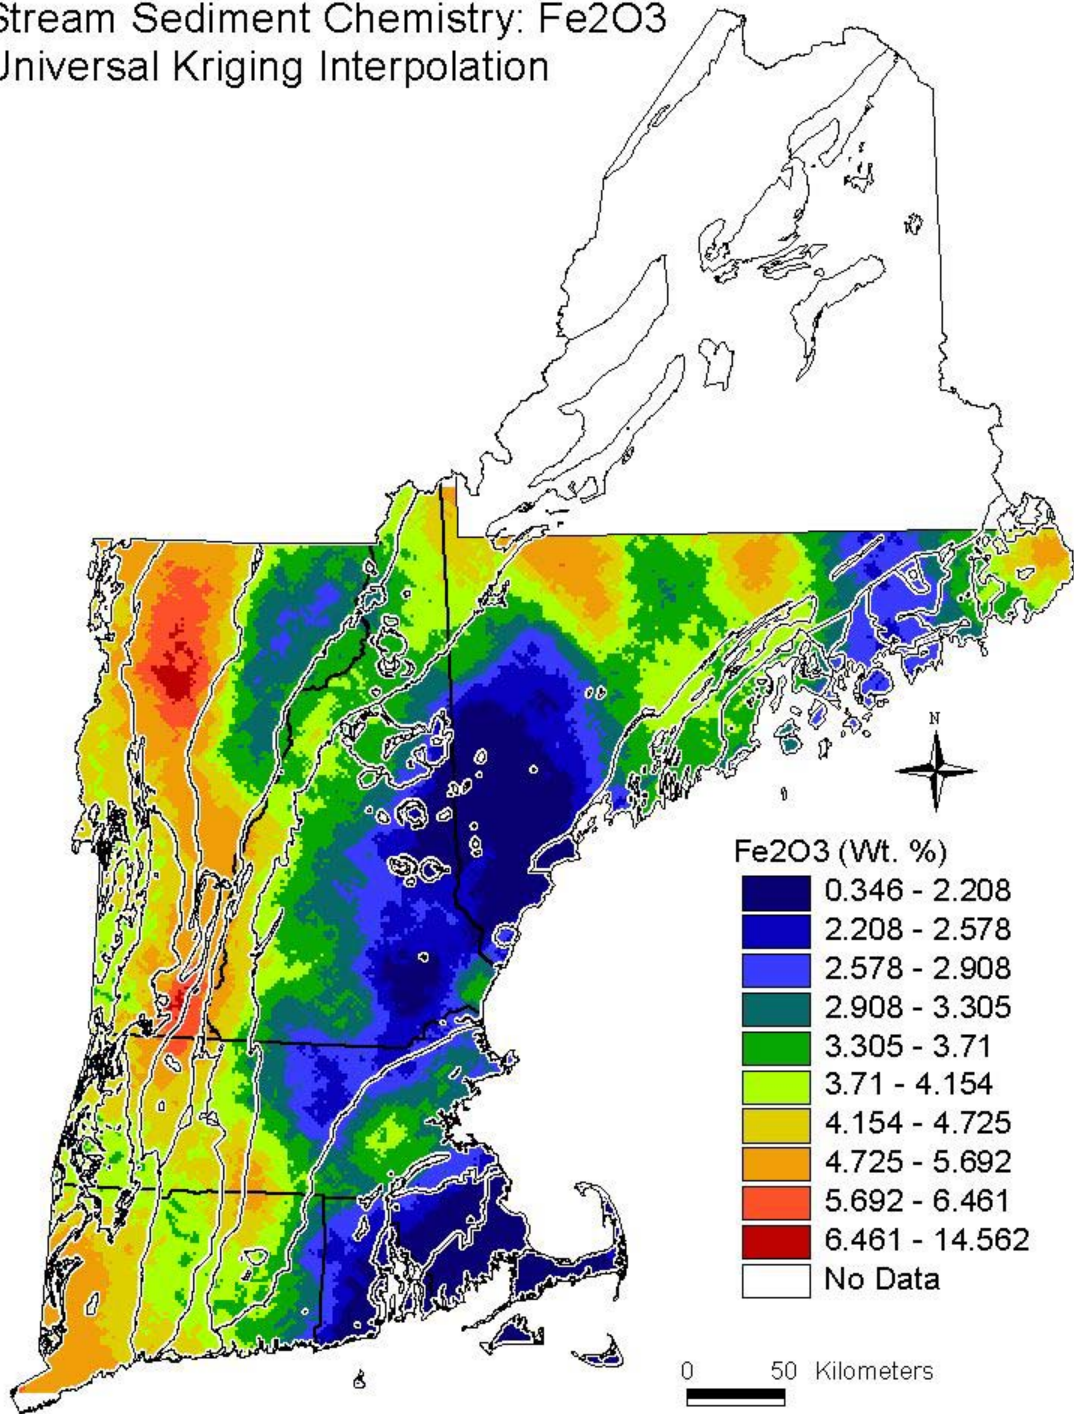 Stream Sediment Chemistry: Fe2O3
Universal Kriging Interpolation
N
Fe2O3 (Wt. %)
0.346 - 2.208
2.208 - 2.578
2.578 - 2.908
2.908 - 3.305
3.305 - 3.71
3.71 - 4.154
4.154 - 4.725
4.725 - 5.692
5.692 - 6.461
6.461 - 14.562
No Data
0 50 Kilometers